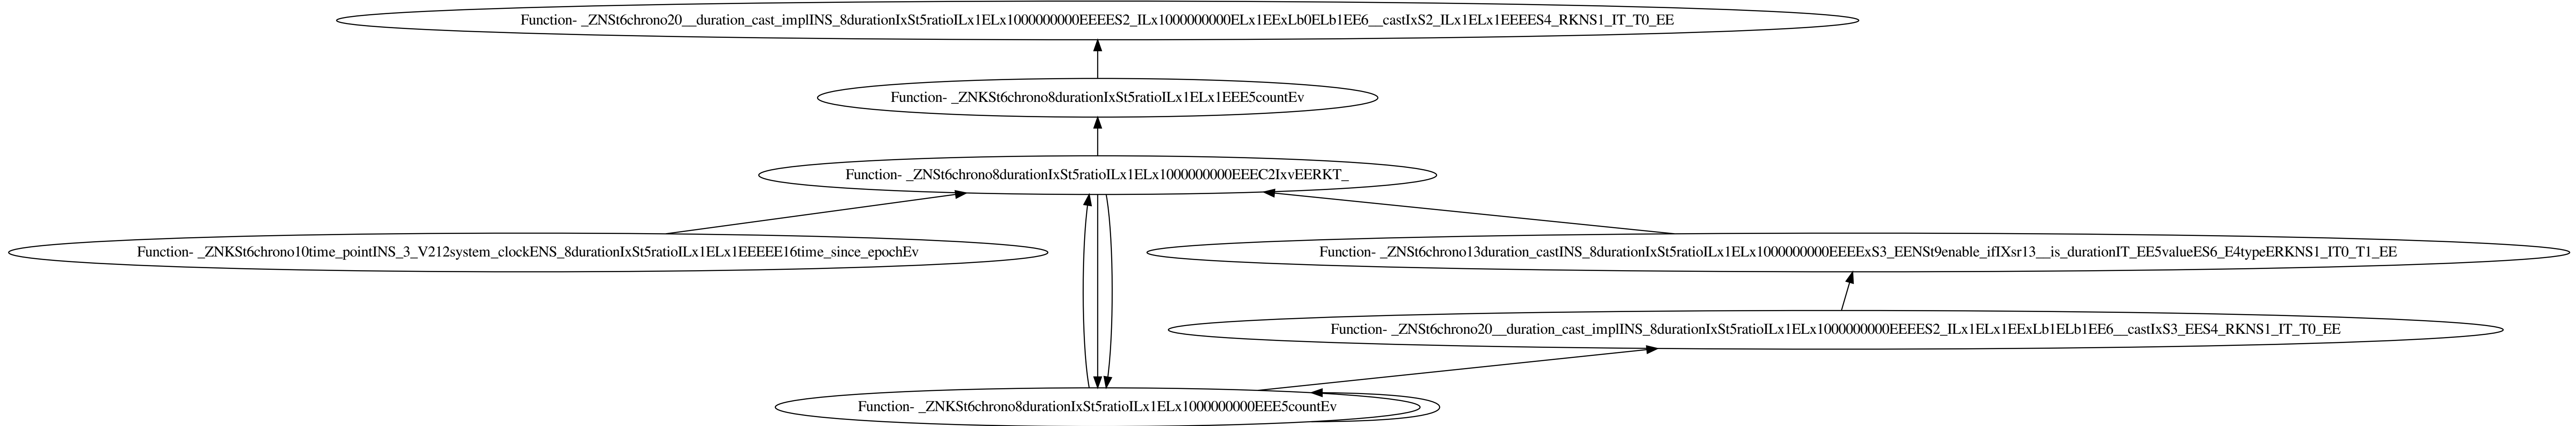 Function- _ZNSt6chrono20__duration_cast_implINS_8durationIxSt5ratioILx1ELx1000000000EEEES2_ILx1000000000ELx1EExLb0ELb1EE6__castIxS2_ILx1ELx1EEEES4_RKNS1_IT_T0_EE
Function- _ZNKSt6chrono8durationIxSt5ratioILx1ELx1EEE5countEv
Function- _ZNSt6chrono8durationIxSt5ratioILx1ELx1000000000EEEC2IxvEERKT_
Function- _ZNKSt6chrono10time_pointINS_3_V212system_clockENS_8durationIxSt5ratioILx1ELx1EEEEE16time_since_epochEv
Function- _ZNSt6chrono13duration_castINS_8durationIxSt5ratioILx1ELx1000000000EEEExS3_EENSt9enable_ifIXsr13__is_durationIT_EE5valueES6_E4typeERKNS1_IT0_T1_EE
Function- _ZNSt6chrono20__duration_cast_implINS_8durationIxSt5ratioILx1ELx1000000000EEEES2_ILx1ELx1EExLb1ELb1EE6__castIxS3_EES4_RKNS1_IT_T0_EE
Function- _ZNKSt6chrono8durationIxSt5ratioILx1ELx1000000000EEE5countEv